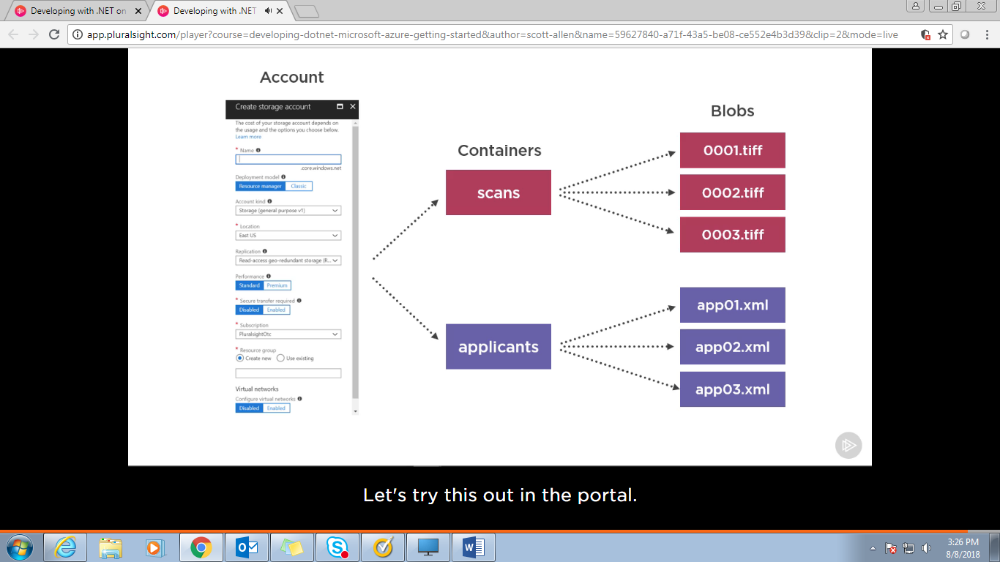 Developing with .NET on
Developing with .NET
app.pluralsight.com/player?course=developing-dotnet-microsoft-azure-getting-started&author=scott-allen&name=59627840-a71f-43a5-be08-ce552e4b3d39&clip=2&mode=live
Account
Create storage account
The cost of your storage account depends on
the usage and the options you choose below.
Learn more
* Name
.core.windows.net
Deployment model
Resource manager Classic
Account kind
Storage (general purpose v1)
* Location
East US
Replication
Read-access geo-redundant storage (R...
Performance
Standard Premium
* Secure transfer required
Disabled Enabled
* Subscription
PluralsightOtc
* Resource group
Create new Use existing
Virtual networks
Configure virtual networks
Disabled Enabled
Containers
scans
applicants
Blobs
0001.tiff
0002.tiff
0003.tiff
app01.xml
app02.xml
app03.xml
Let's try this out in the portal.
3:26 PM
8/8/2018